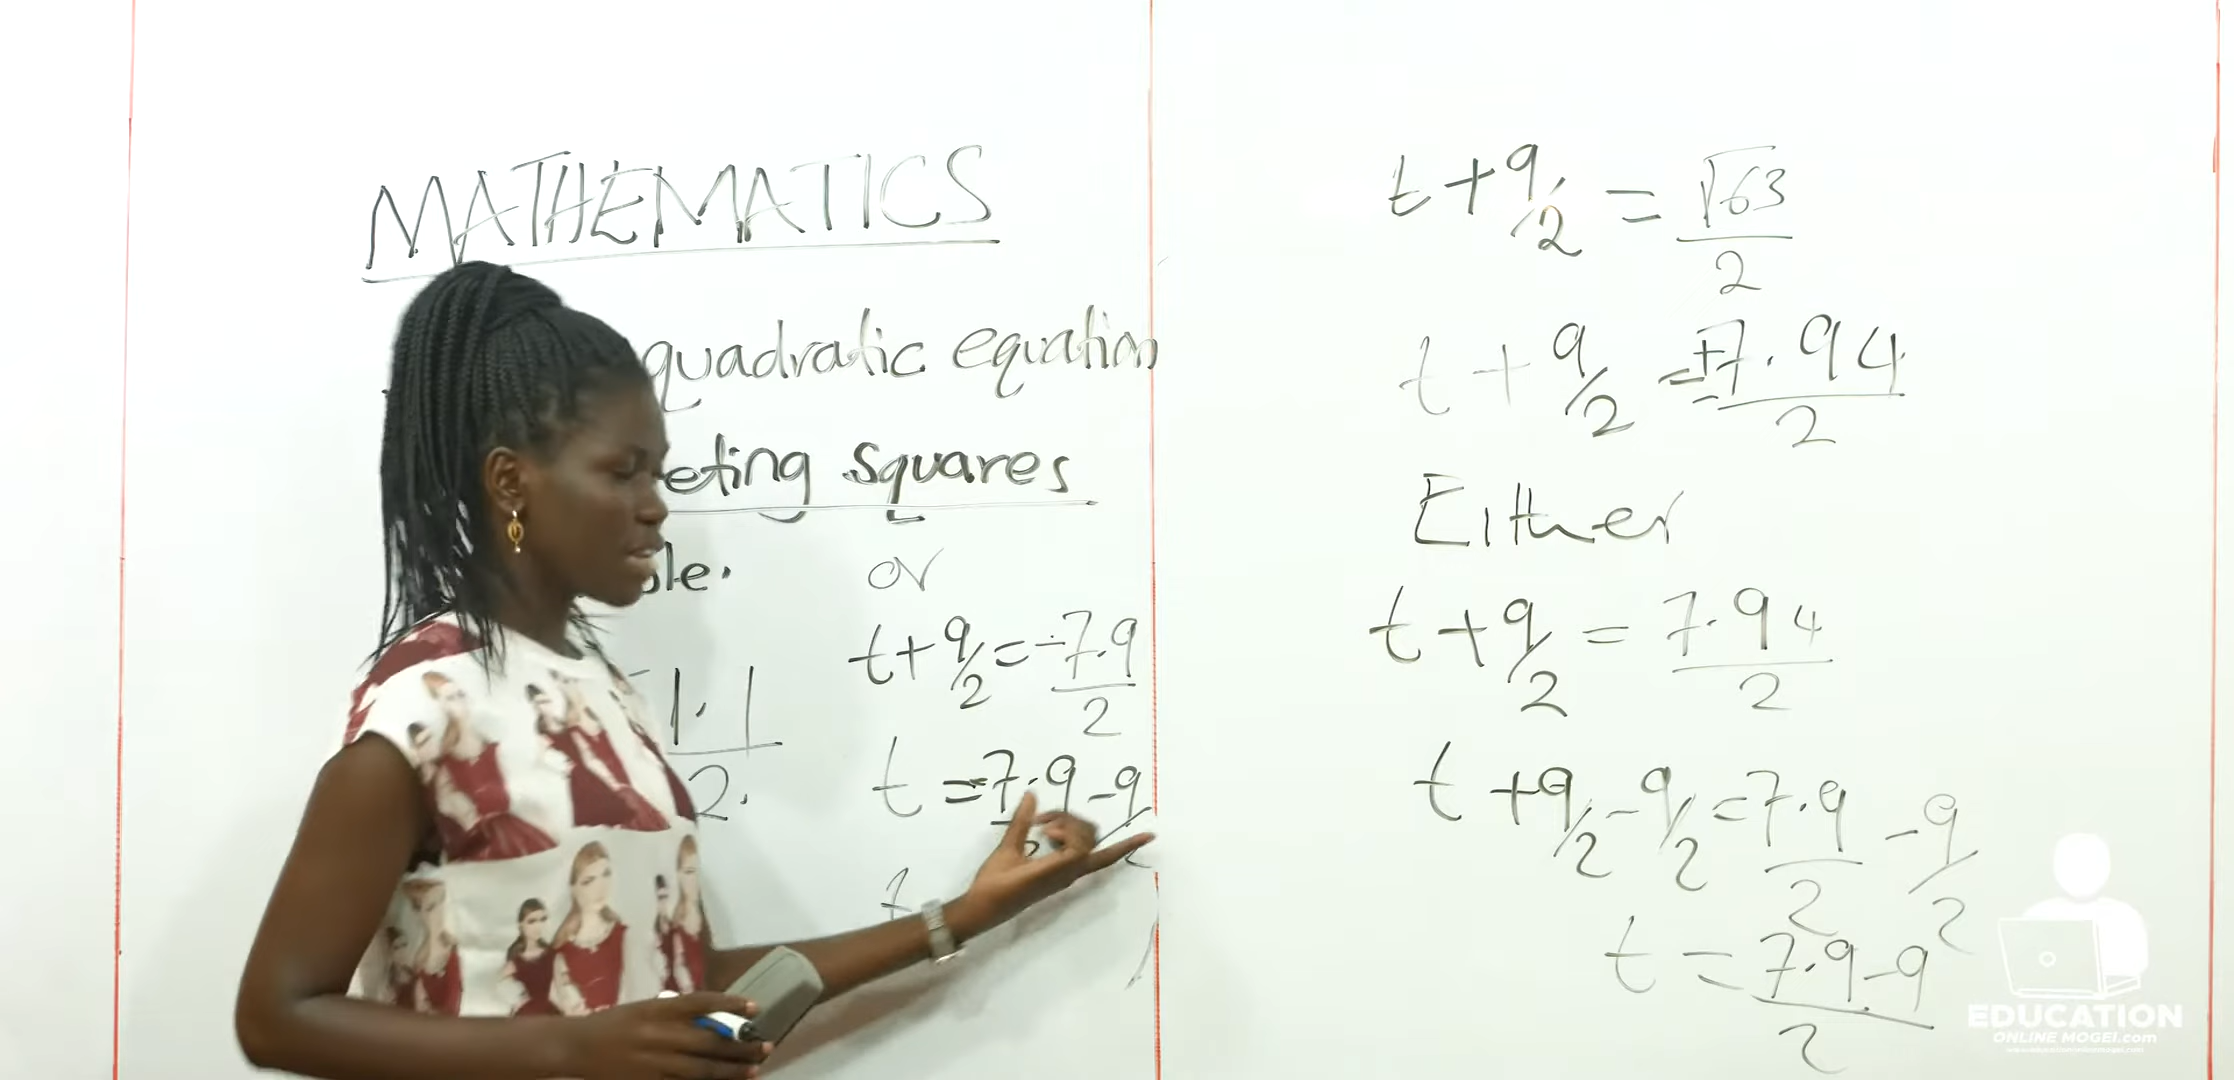 MATHEMATICS
quadratic equation
eting squares
ole.
or
t + 9/2 = -7.9/2
-1.1/2.
t = -7.9/2 - 9/2
t
t + 9/2 = √63/2
t + 9/2 = ±7.94/2
Either
t + 9/2 = 7.94/2
t + 9/2 - 9/2 = 7.9/2 - 9/2
t = 7.9-9/2
EDUCATION
ONLINE MOGEI.com